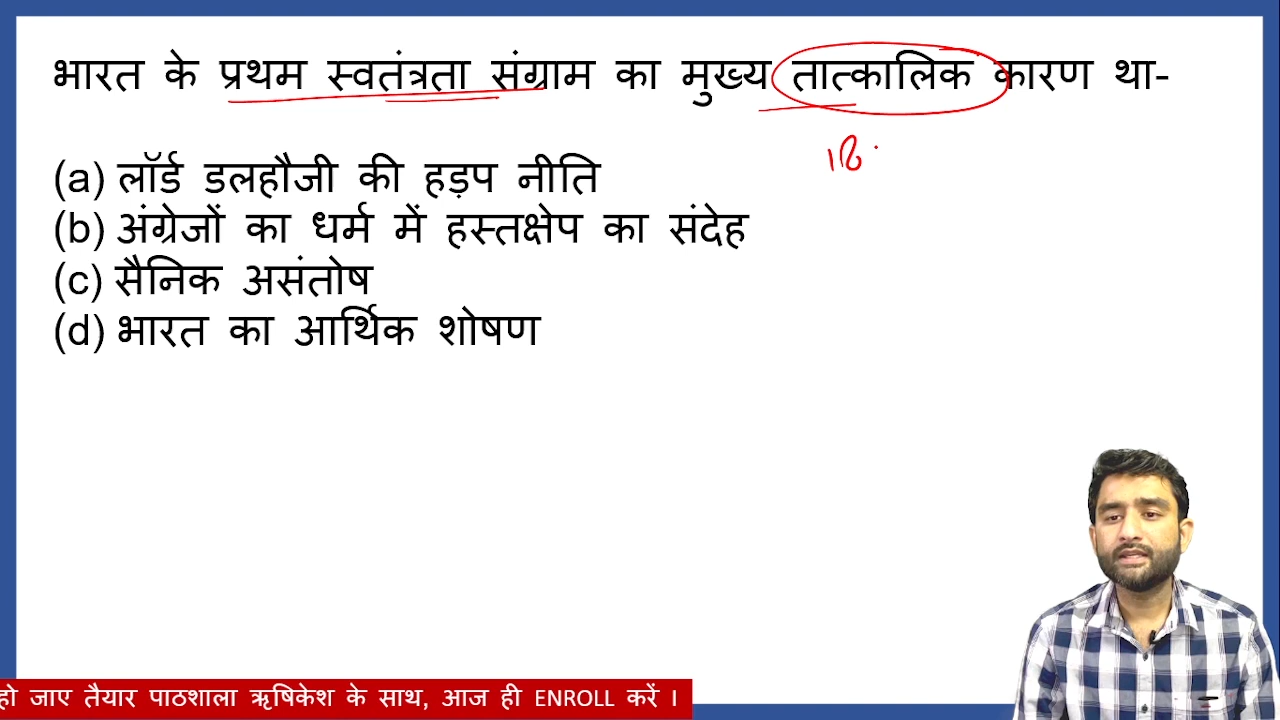 भारत के प्रथम स्वतंत्रता संग्राम का मुख्य तात्कालिक कारण था-
18
(a) लॉर्ड डलहौजी की हड़प नीति
(b) अंग्रेजों का धर्म में हस्तक्षेप का संदेह
(c) सैनिक असंतोष
(d) भारत का आर्थिक शोषण
हो जाए तैयार पाठशाला ऋषिकेश के साथ, आज ही ENROLL करें ।